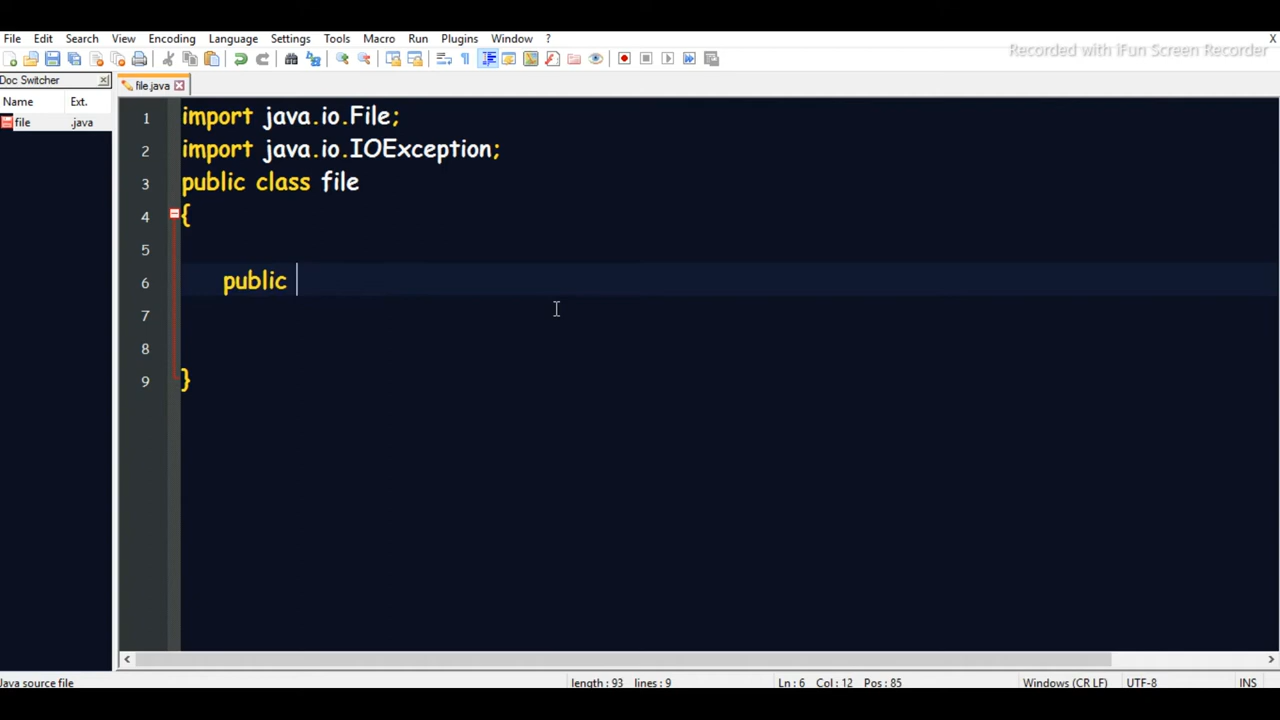 File Edit Search View Encoding Language Settings Tools Macro Run Plugins Window ? X
Recorded with iFun Screen Recorder
Doc Switcher
file.java
Name Ext.
file .java
1 import java.io.File;
2 import java.io.IOException;
3 public class file
4 {
5
6 public
7
8
9 }
Java source file length : 93 lines : 9 Ln : 6 Col : 12 Pos : 85 Windows (CR LF) UTF-8 INS